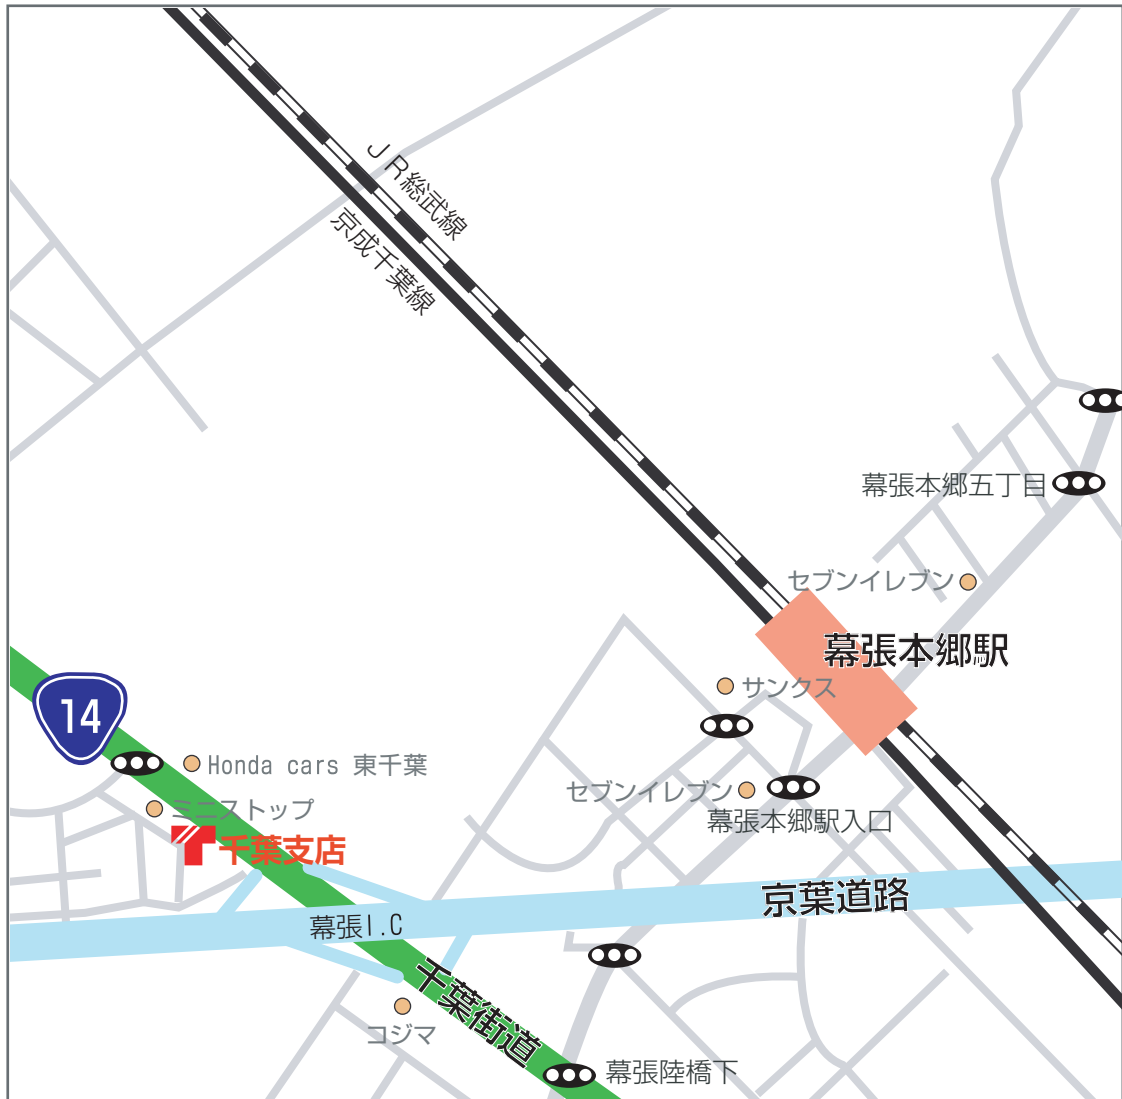 JR総武線
京成千葉線
幕張本郷五丁目
セブンイレブン
幕張本郷駅
サンクス
14
Honda cars 東千葉
セブンイレブン
ミニストップ
幕張本郷駅入口
千葉支店
京葉道路
幕張I.C
千葉街道
コジマ
幕張陸橋下